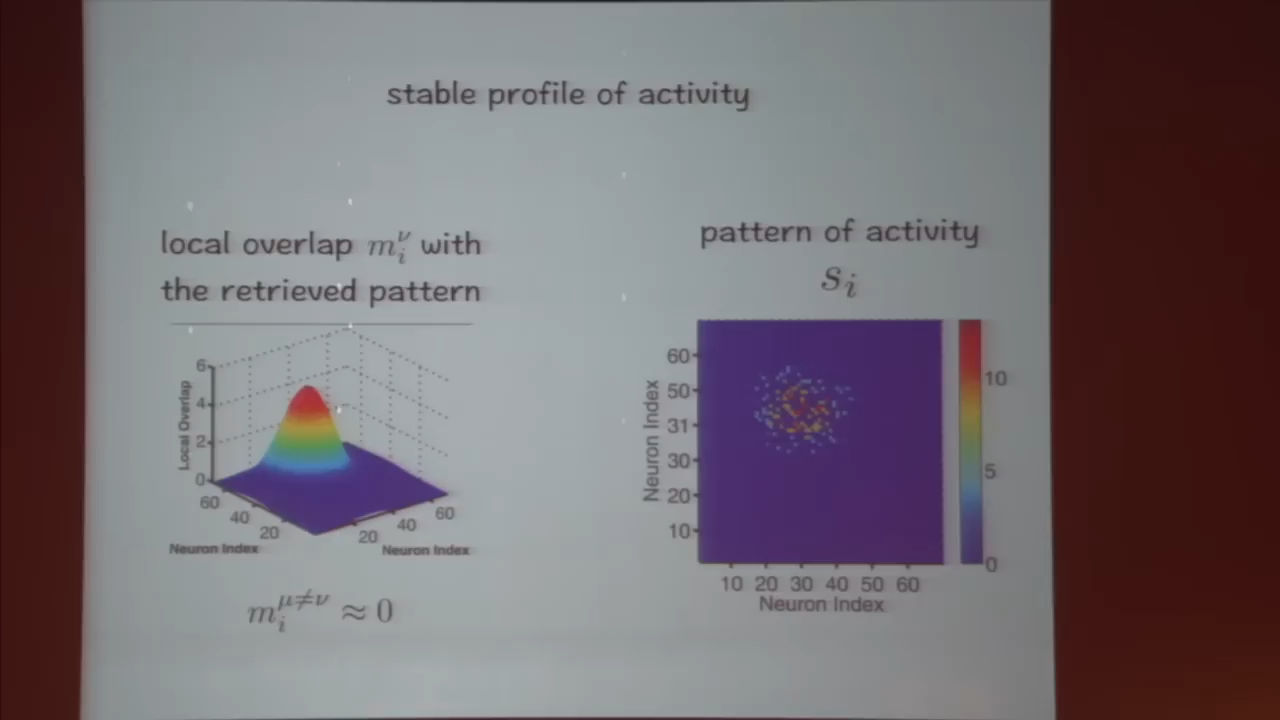 stable profile of activity
local overlap $m_i^{\nu}$ with
the retrieved pattern
6
4
2
0
Local Overlap
60
40
20
Neuron Index
20
40
60
Neuron Index
$m_i^{\mu \neq \nu} \approx 0$
pattern of activity
$s_i$
60
50
31
30
20
10
Neuron Index
10 20 30 40 50 60
Neuron Index
10
5
0